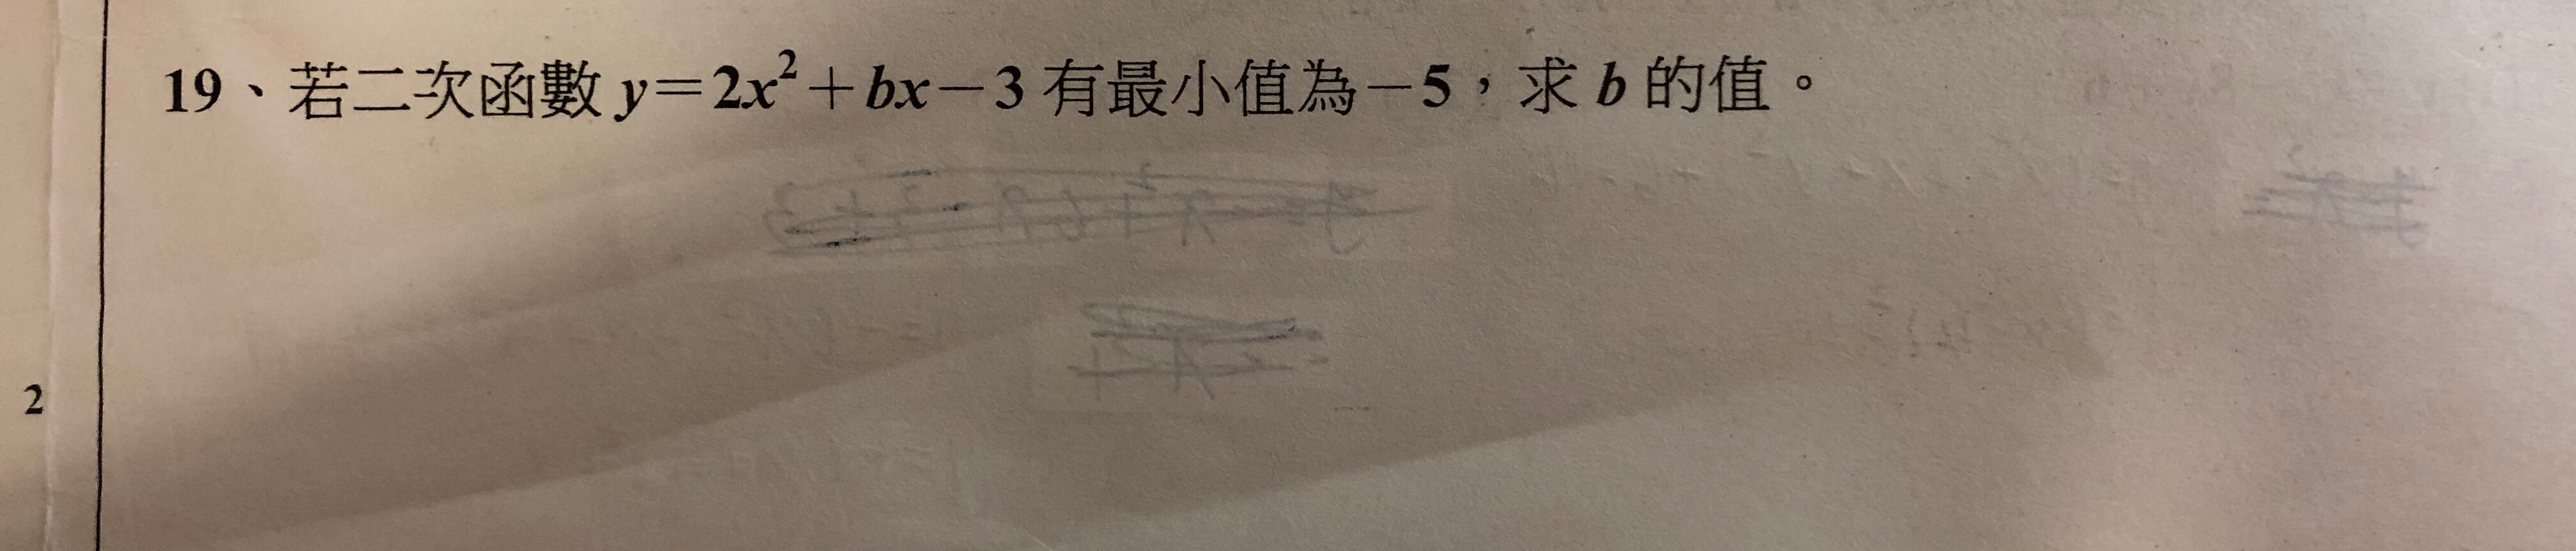 19、若二次函數 y=2x²+bx-3 有最小值為-5，求 b 的值。
2